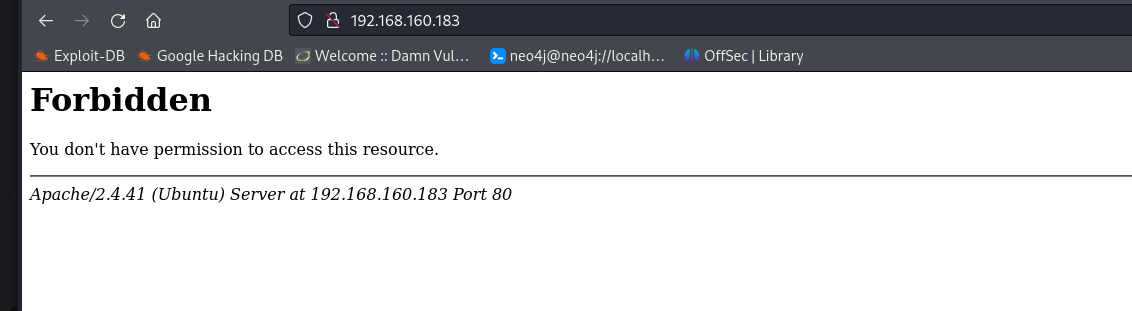 192.168.160.183
Exploit-DB Google Hacking DB Welcome :: Damn Vul… neo4j@neo4j://localh… OffSec | Library
Forbidden
You don't have permission to access this resource.
Apache/2.4.41 (Ubuntu) Server at 192.168.160.183 Port 80